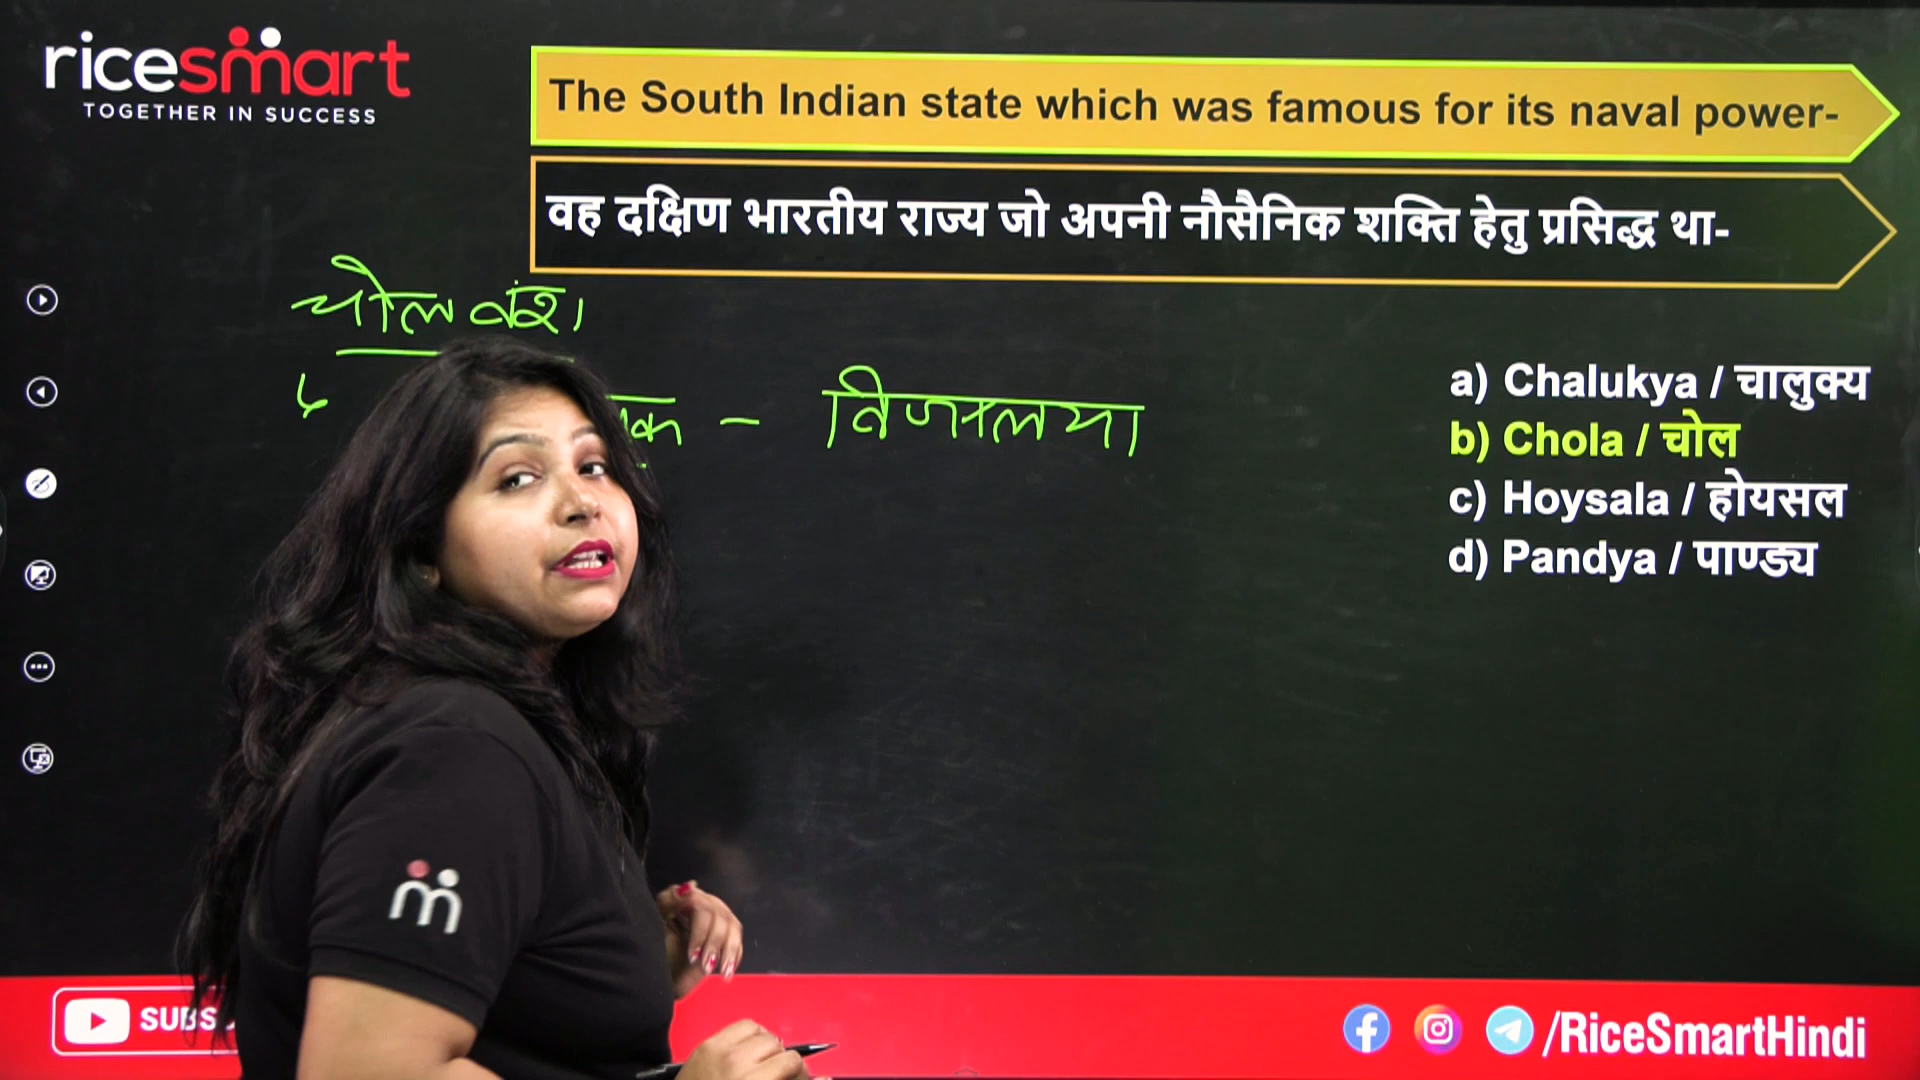 ricesmart
TOGETHER IN SUCCESS
The South Indian state which was famous for its naval power-
वह दक्षिण भारतीय राज्य जो अपनी नौसैनिक शक्ति हेतु प्रसिद्ध था-
चोल वंश
- विजयालया
a) Chalukya / चालुक्य
b) Chola / चोल
c) Hoysala / होयसल
d) Pandya / पाण्ड्य
SUBS
/RiceSmartHindi